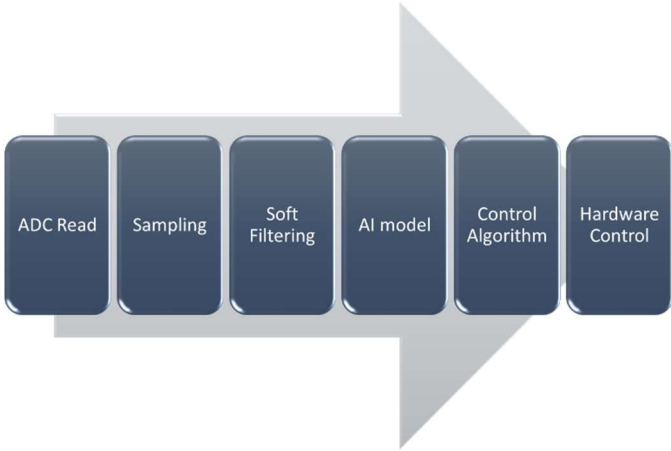 ADC Read
Sampling
Soft
Filtering
AI model
Control
Algorithm
Hardware
Control